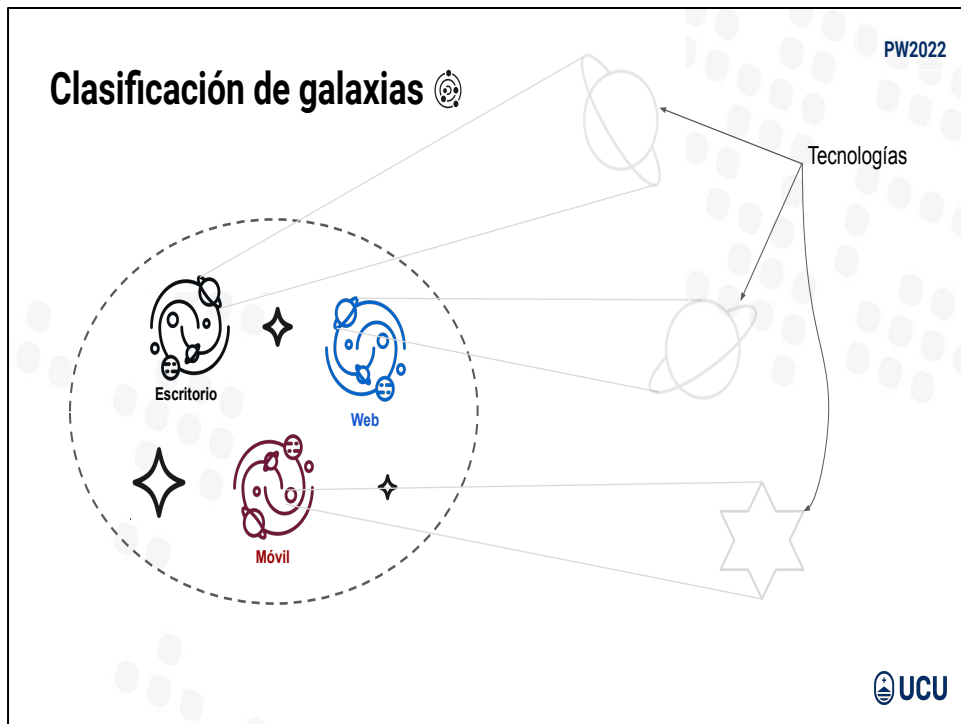 PW2022
Clasificación de galaxias
Tecnologías
Escritorio
Web
Móvil
UCU